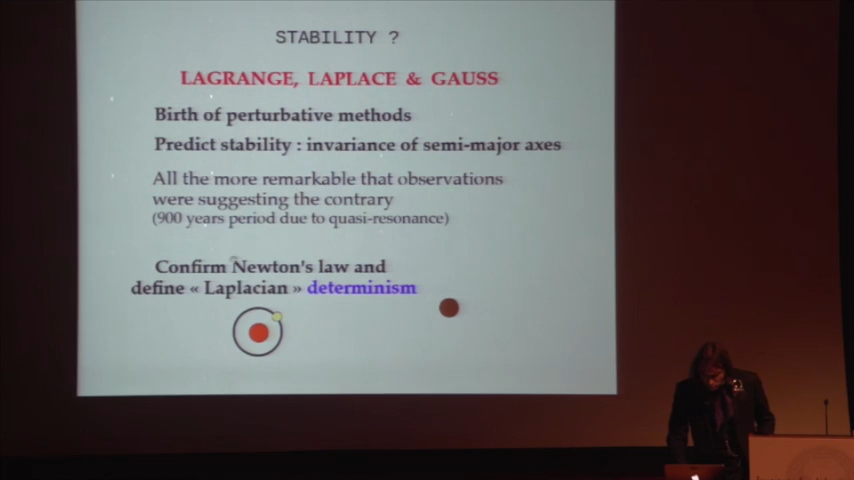 STABILITY ?
LAGRANGE, LAPLACE & GAUSS
Birth of perturbative methods
Predict stability : invariance of semi-major axes
All the more remarkable that observations
were suggesting the contrary
(900 years period due to quasi-resonance)
Confirm Newton's law and
define « Laplacian » determinism